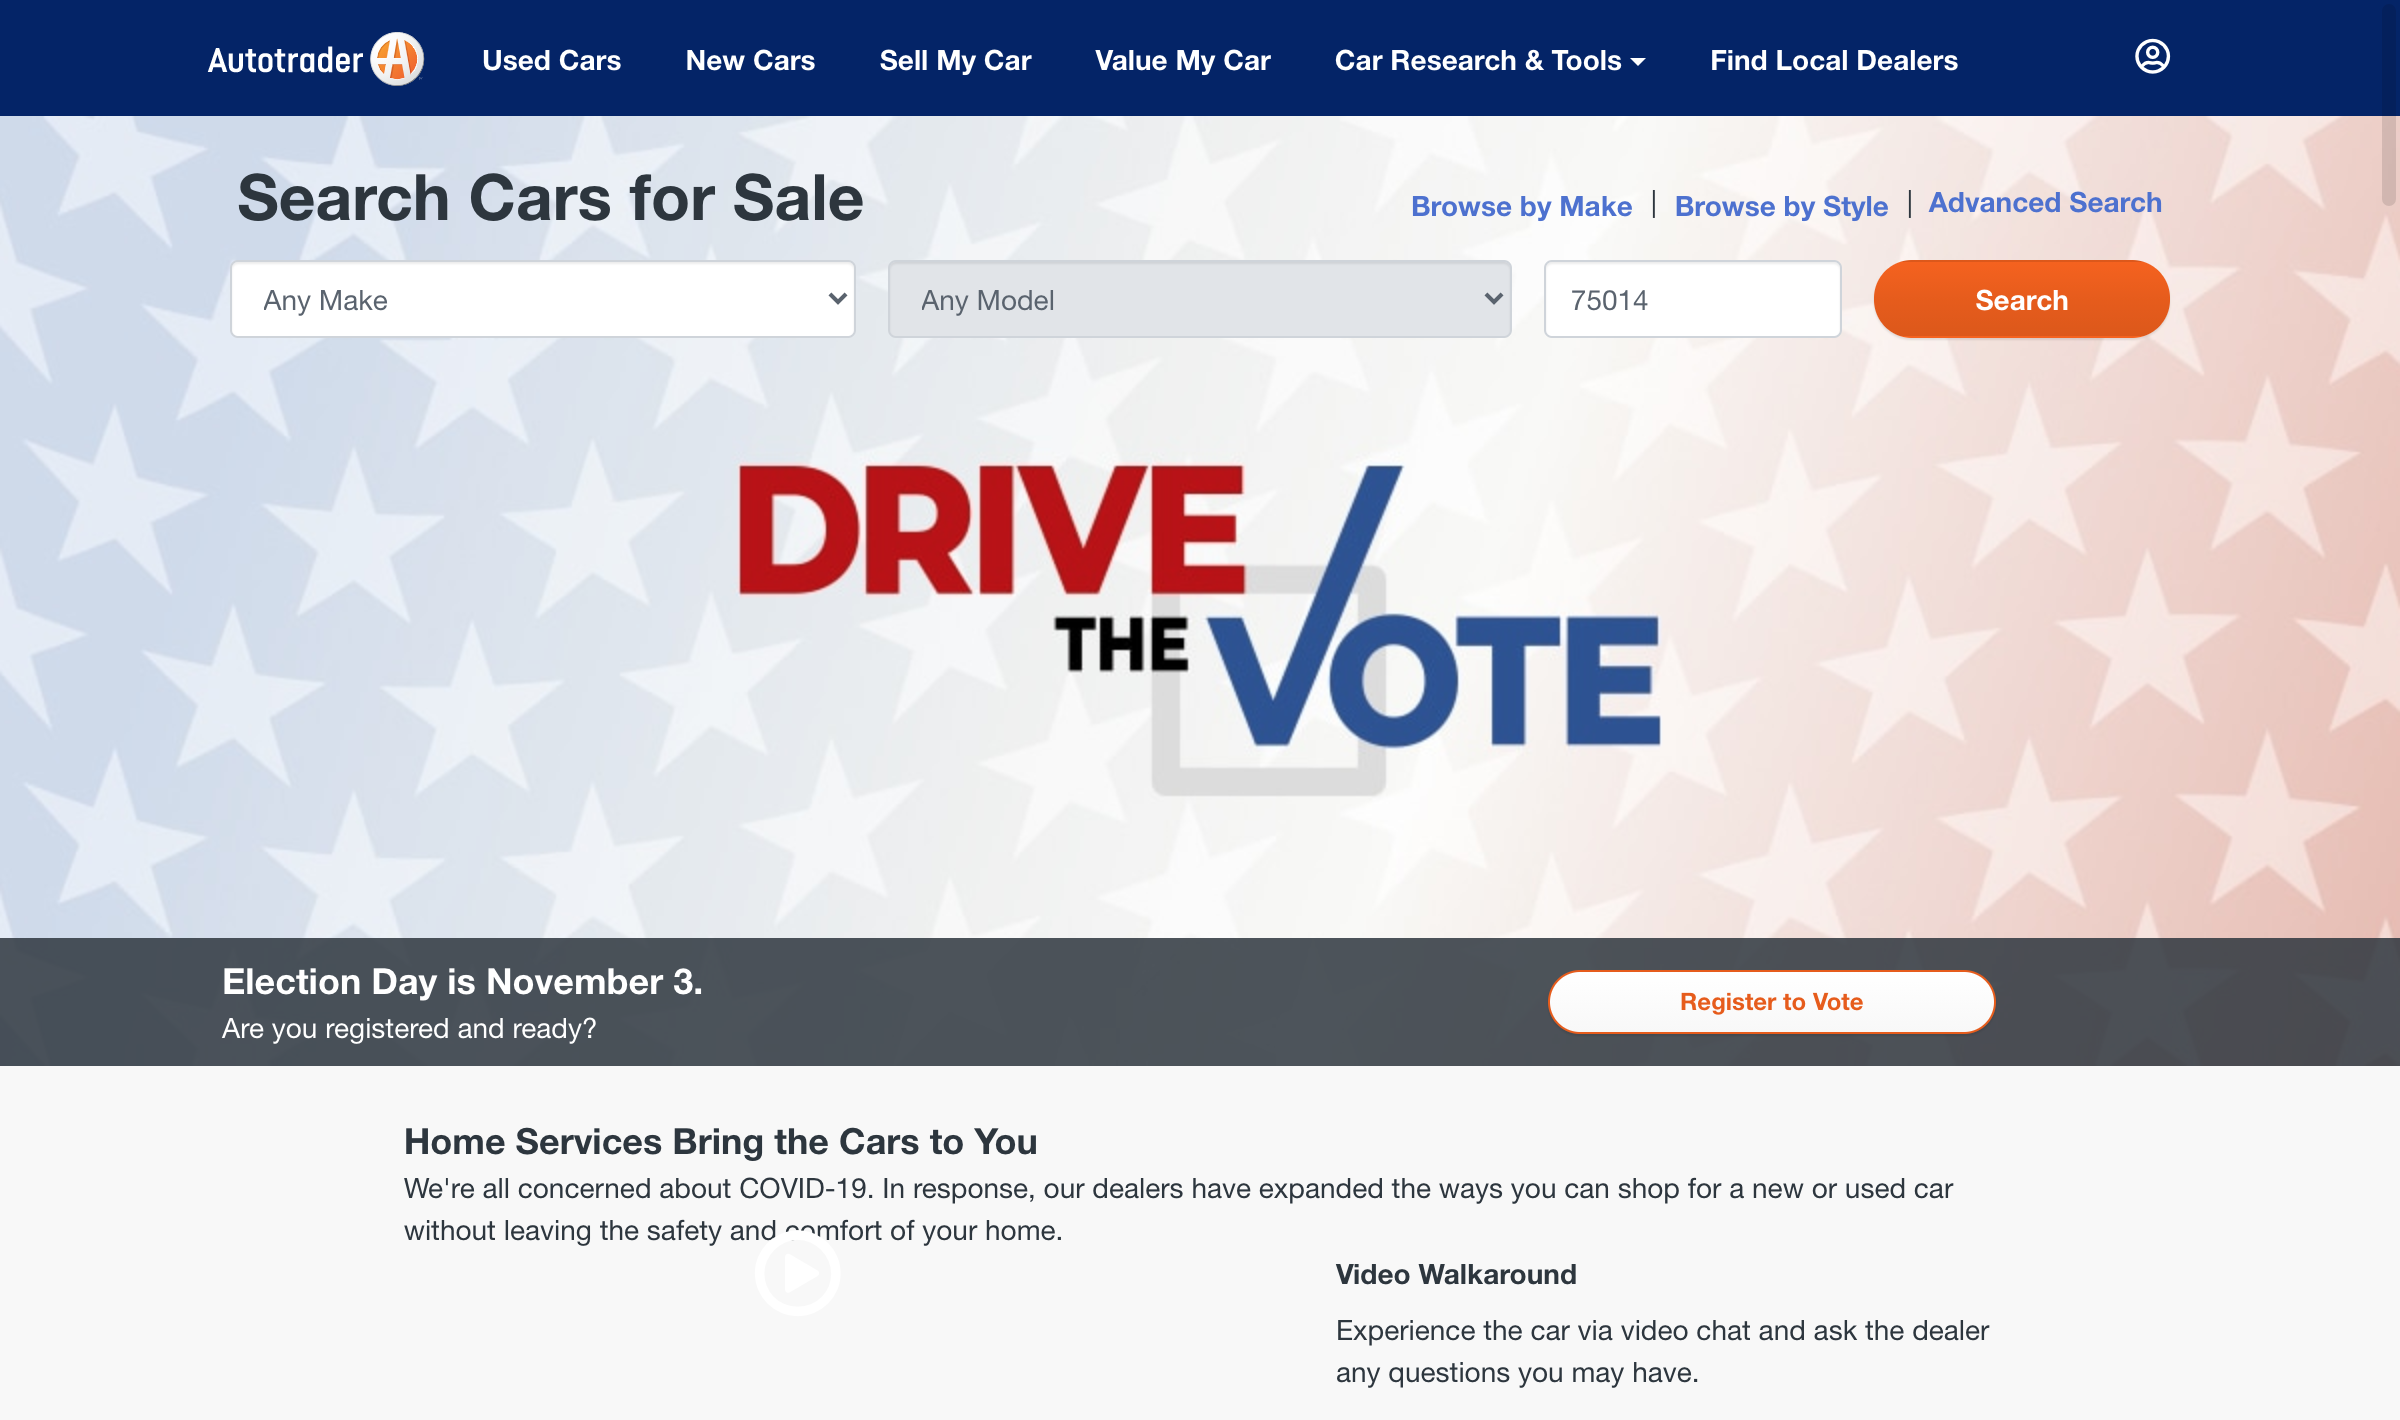 Autotrader
Used Cars
New Cars
Sell My Car
Value My Car
Car Research & Tools
Find Local Dealers
Search Cars for Sale
Browse by Make | Browse by Style | Advanced Search
Any Make
Any Model
75014
Search
DRIVE
THE VOTE
Election Day is November 3.
Are you registered and ready?
Register to Vote
Home Services Bring the Cars to You
We're all concerned about COVID-19. In response, our dealers have expanded the ways you can shop for a new or used car
without leaving the safety and comfort of your home.
Video Walkaround
Experience the car via video chat and ask the dealer
any questions you may have.